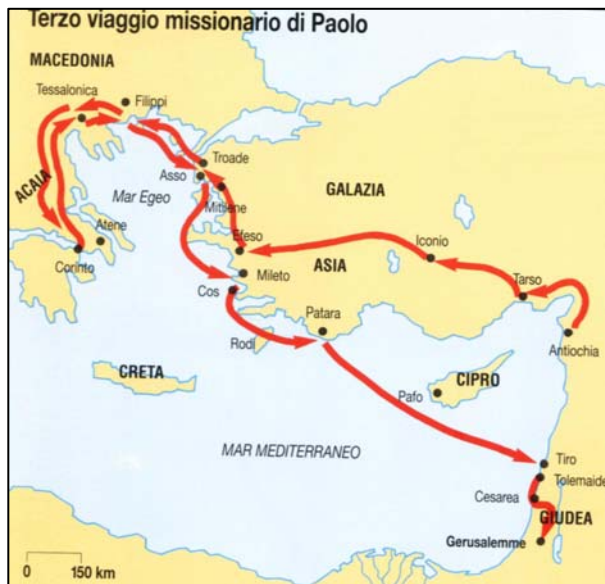 Terzo viaggio missionario di Paolo
MACEDONIA
Tessalonica
Filippi
Troade
Asso
GALAZIA
ACAIA
Mar Egeo
Mitilene
Atene
Efeso
Iconio
ASIA
Tarso
Corinto
Mileto
Cos
Patara
Antiochia
Rodi
CRETA
CIPRO
Pafo
MAR MEDITERRANEO
Tiro
Tolemaide
Cesarea
GIUDEA
Gerusalemme
0 150 km